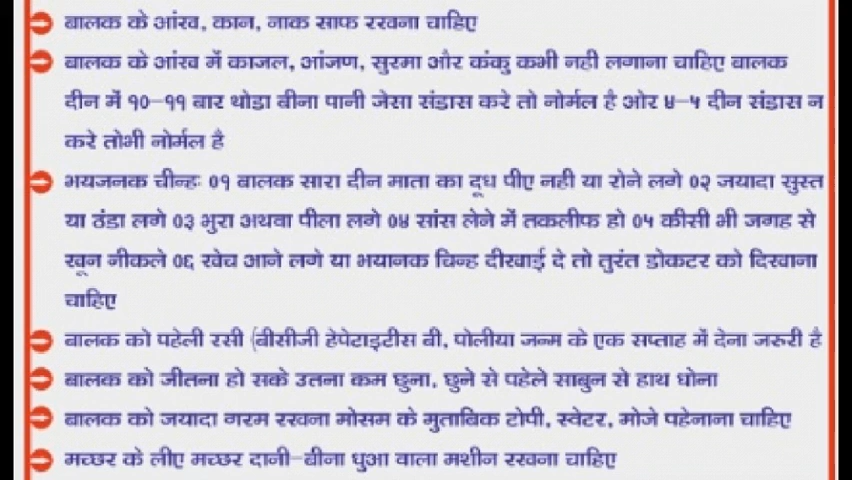 बालक के आंख, कान, नाक साफ रखना चाहिए
बालक के आंख में काजल, आंजण, सुरमा और कंकु कभी नही लगाना चाहिए बालक
दीन में १०-११ बार थोडा बीना पानी जेसा संडास करे तो नोर्मल है ओर ४-५ दीन संडास न
करे तोभी नोर्मल है
भयजनक चीन्हः ०१ बालक सारा दीन माता का दूध पीए नही या रोने लगे ०२ जयादा सुस्त
या ठंडा लगे ०३ भुरा अथवा पीला लगे ०४ सांस लेने में तकलीफ हो ०५ कीसी भी जगह से
खून नीकले ०६ खेच आने लगे या भयानक चिन्ह दीखाई दे तो तुरंत डोकटर को दिखाना
चाहिए
बालक को पहेली रसी (बीसीजी हेपेटाइटीस बी, पोलीया जन्म के एक सप्ताह में देना जरुरी है
बालक को जीतना हो सके उतना कम छुना, छुने से पहेले साबुन से हाथ धोना
बालक को जयादा गरम रखना मोसम के मुताबिक टोपी, स्वेटर, मोजे पहेनाना चाहिए
मच्छर के लीए मच्छर दानी-बीना धुआ वाला मशीन रखना चाहिए